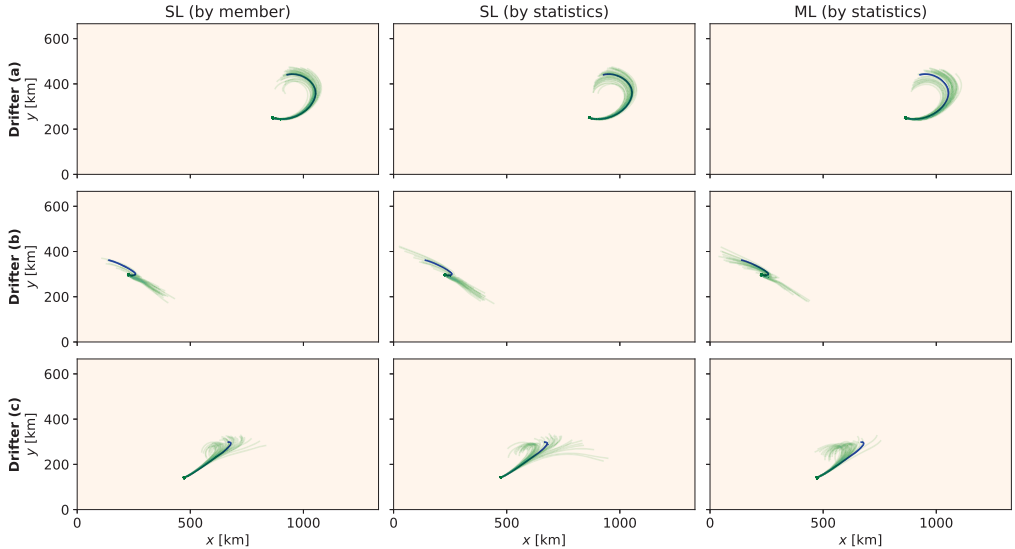 SL (by member) SL (by statistics) ML (by statistics)
Drifter (a)
y [km]
600
400
200
0
Drifter (b)
y [km]
600
400
200
0
Drifter (c)
y [km]
600
400
200
0
0 500 1000 0 500 1000 0 500 1000
x [km] x [km] x [km]